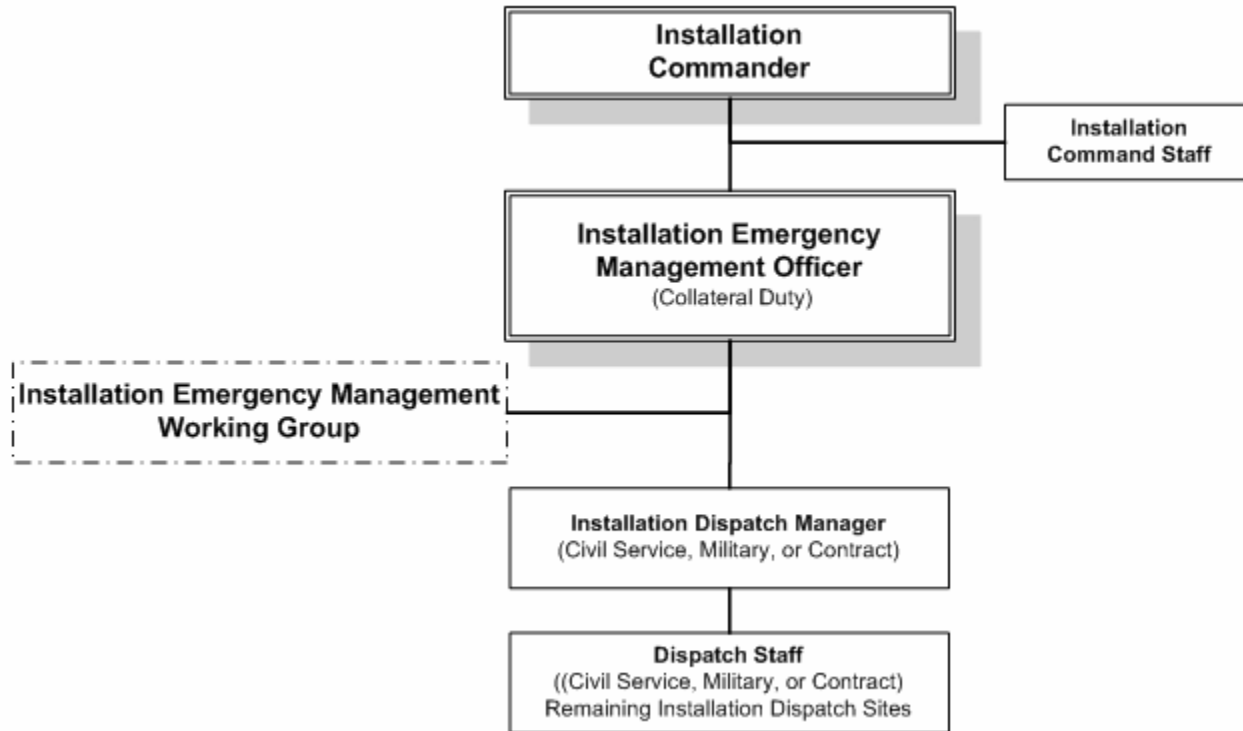 Installation
Commander
Installation
Command Staff
Installation Emergency
Management Officer
(Collateral Duty)
Installation Emergency Management
Working Group
Installation Dispatch Manager
(Civil Service, Military, or Contract)
Dispatch Staff
((Civil Service, Military, or Contract)
Remaining Installation Dispatch Sites